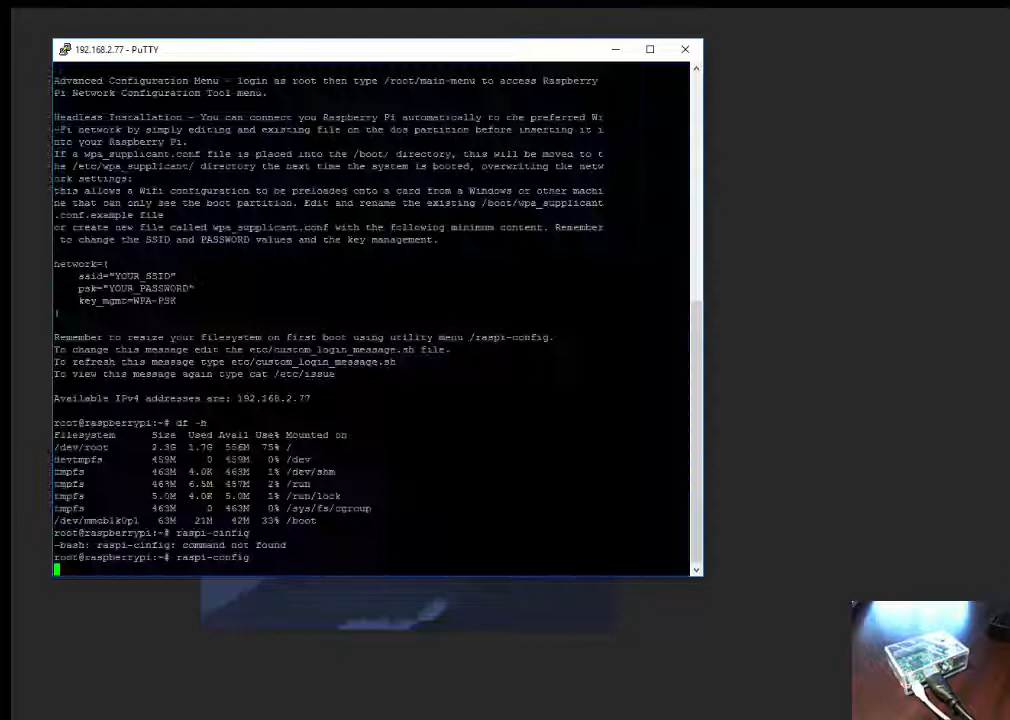 192.168.2.77 - PuTTY
Advanced Configuration Menu - login as root then type /root/main-menu to access Raspberry
Pi Network Configuration Tool menu.
Headless Installation - You can connect you Raspberry Pi automatically to the preferred Wi
-Fi network by simply editing and existing file on the dos partition before inserting it i
nto your Raspberry Pi.
If a wpa_supplicant.conf file is placed into the /boot/ directory, this will be moved to t
he /etc/wpa_supplicant/ directory the next time the system is booted, overwriting the netw
ork settings:
this allows a Wifi configuration to be preloaded onto a card from a Windows or other machi
ne that can only see the boot partition. Edit and rename the existing /boot/wpa_supplicant
.conf.example file
or create new file called wpa_supplicant.conf with the following minimum content. Remember
to change the SSID and PASSWORD values and the key management.
network={
ssid="YOUR_SSID"
psk="YOUR_PASSWORD"
key_mgmt=WPA-PSK
}
Remember to resize your filesystem on first boot using utility menu /raspi-config.
To change this message edit the etc/custom_login_message.sh file.
To refresh this message type etc/custom_login_message.sh
To view this message again type cat /etc/issue
Available IPv4 addresses are: 192.168.2.77
root@raspberrypi:~# df -h
Filesystem Size Used Avail Use% Mounted on
/dev/root 2.3G 1.7G 556M 75% /
devtmpfs 459M 0 459M 0% /dev
tmpfs 463M 4.0K 463M 1% /dev/shm
tmpfs 463M 6.5M 457M 2% /run
tmpfs 5.0M 4.0K 5.0M 1% /run/lock
tmpfs 463M 0 463M 0% /sys/fs/cgroup
/dev/mmcblk0p1 63M 21M 42M 33% /boot
root@raspberrypi:~# raspi-cinfig
-bash: raspi-cinfig: command not found
root@raspberrypi:~# raspi-config